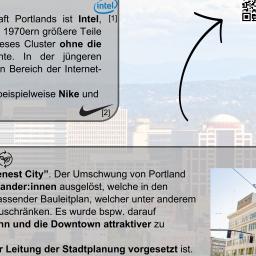 intel
aft Portlands ist Intel, [1]
1970ern größere Teile
eses Cluster ohne die
nte. In der jüngeren
n Bereich der Internet-
beispielweise Nike und
[2]
enest City”. Der Umschwung von Portland
ander:innen ausgelöst, welche in den
assender Bauleitplan, welcher unter anderem
uschränken. Es wurde bspw. darauf
nn und die Downtown attraktiver zu
r Leitung der Stadtplanung vorgesetzt ist.